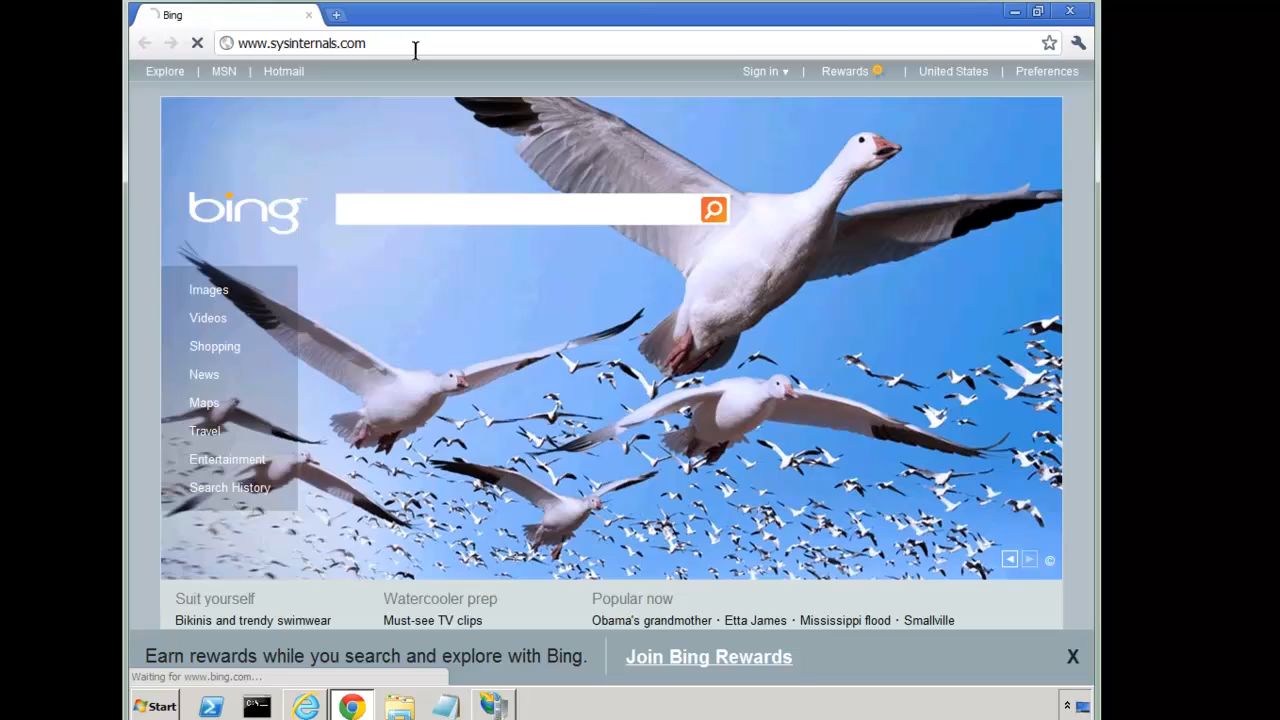 Bing
www.sysinternals.com
Explore | MSN | Hotmail Sign in ▾ | Rewards | United States | Preferences
bing™
Images
Videos
Shopping
News
Maps
Travel
Entertainment
Search History
Suit yourself Watercooler prep Popular now
Bikinis and trendy swimwear Must-see TV clips Obama's grandmother · Etta James · Mississippi flood · Smallville
Earn rewards while you search and explore with Bing. Join Bing Rewards X
Waiting for www.bing.com...
Start